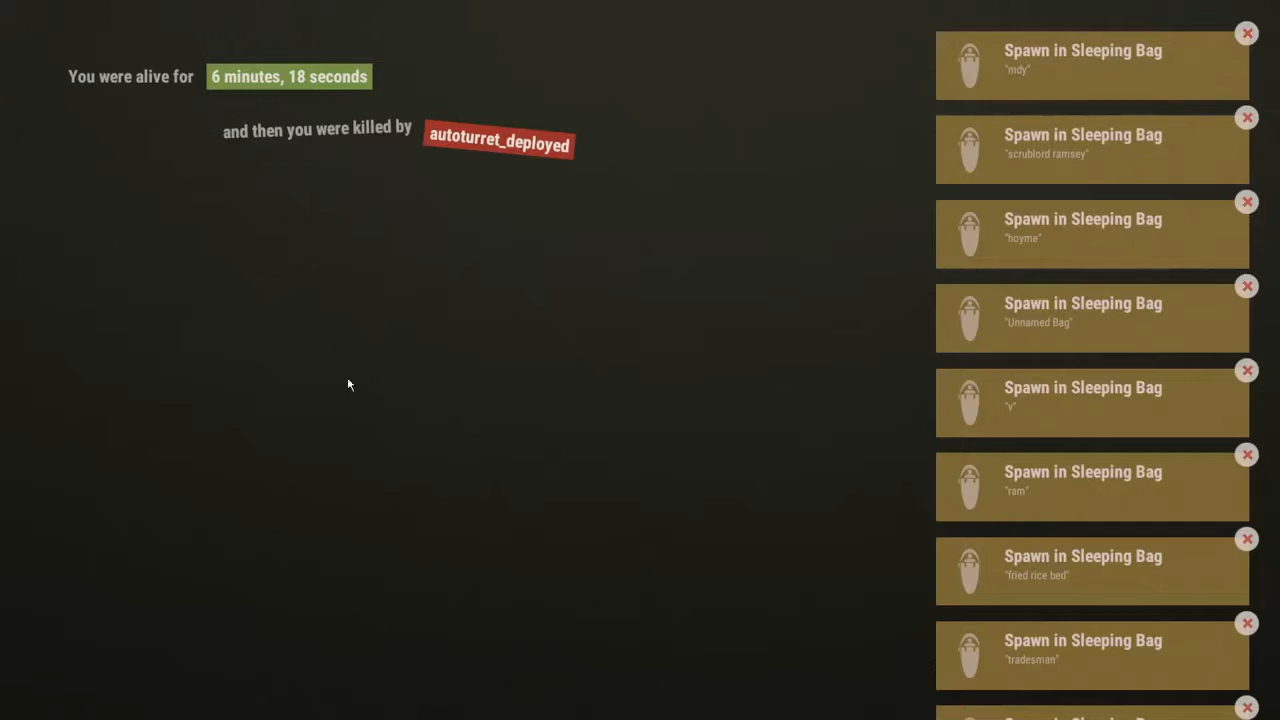 You were alive for 6 minutes, 18 seconds
and then you were killed by autoturret_deployed
Spawn in Sleeping Bag
"mdy"
Spawn in Sleeping Bag
"scrublord ramsey"
Spawn in Sleeping Bag
"hoyme"
Spawn in Sleeping Bag
"Unnamed Bag"
Spawn in Sleeping Bag
"v"
Spawn in Sleeping Bag
"ram"
Spawn in Sleeping Bag
"fried rice bed"
Spawn in Sleeping Bag
"tradesman"